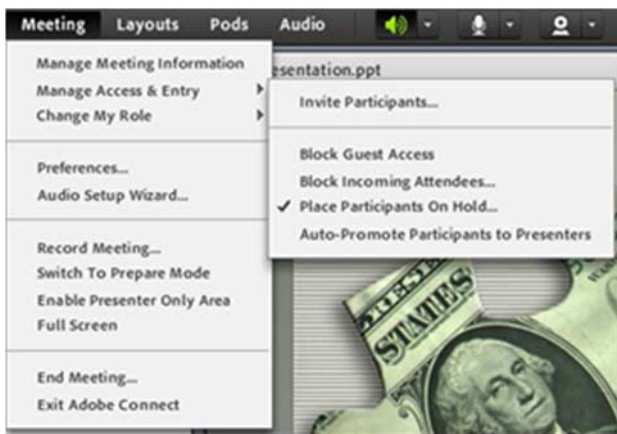 Meeting Layouts Pods Audio
esentation.ppt
Manage Meeting Information
Manage Access & Entry
Change My Role
Preferences...
Audio Setup Wizard...
Record Meeting...
Switch To Prepare Mode
Enable Presenter Only Area
Full Screen
End Meeting...
Exit Adobe Connect
Invite Participants...
Block Guest Access
Block Incoming Attendees...
Place Participants On Hold...
Auto-Promote Participants to Presenters
STATES